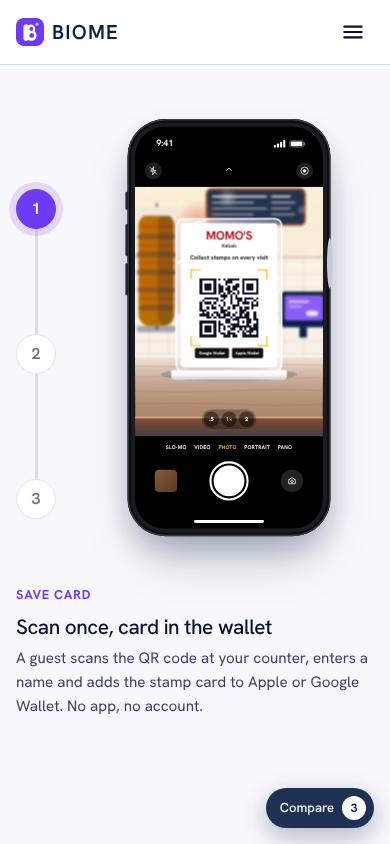 BIOME
9:41
MOMO'S
Kebab
Collect stamps on every visit
Google Wallet Apple Wallet
.5 1× 2
SLO-MO VIDEO PHOTO PORTRAIT PANO
1
2
3
SAVE CARD
Scan once, card in the wallet
A guest scans the QR code at your counter, enters a
name and adds the stamp card to Apple or Google
Wallet. No app, no account.
Compare 3